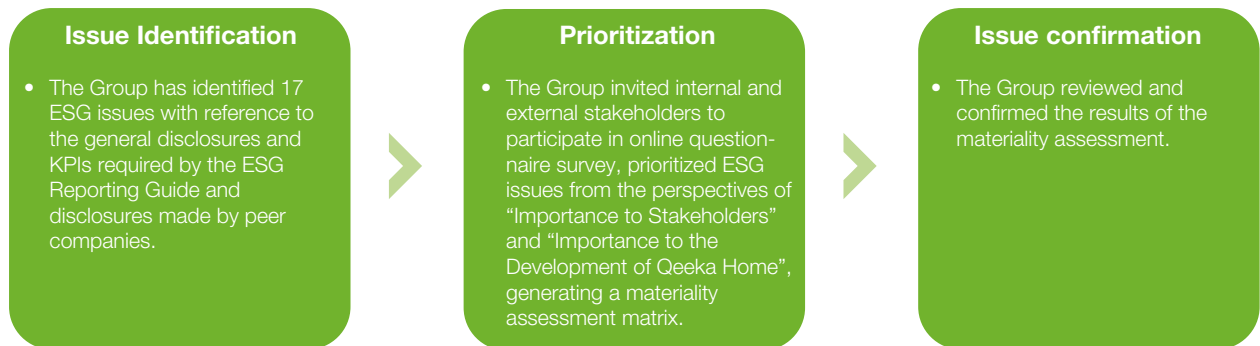 Issue Identification
• The Group has identified 17
ESG issues with reference to
the general disclosures and
KPIs required by the ESG
Reporting Guide and
disclosures made by peer
companies.
Prioritization
• The Group invited internal and
external stakeholders to
participate in online question-
naire survey, prioritized ESG
issues from the perspectives of
“Importance to Stakeholders”
and “Importance to the
Development of Qeeka Home”,
generating a materiality
assessment matrix.
Issue confirmation
• The Group reviewed and
confirmed the results of the
materiality assessment.